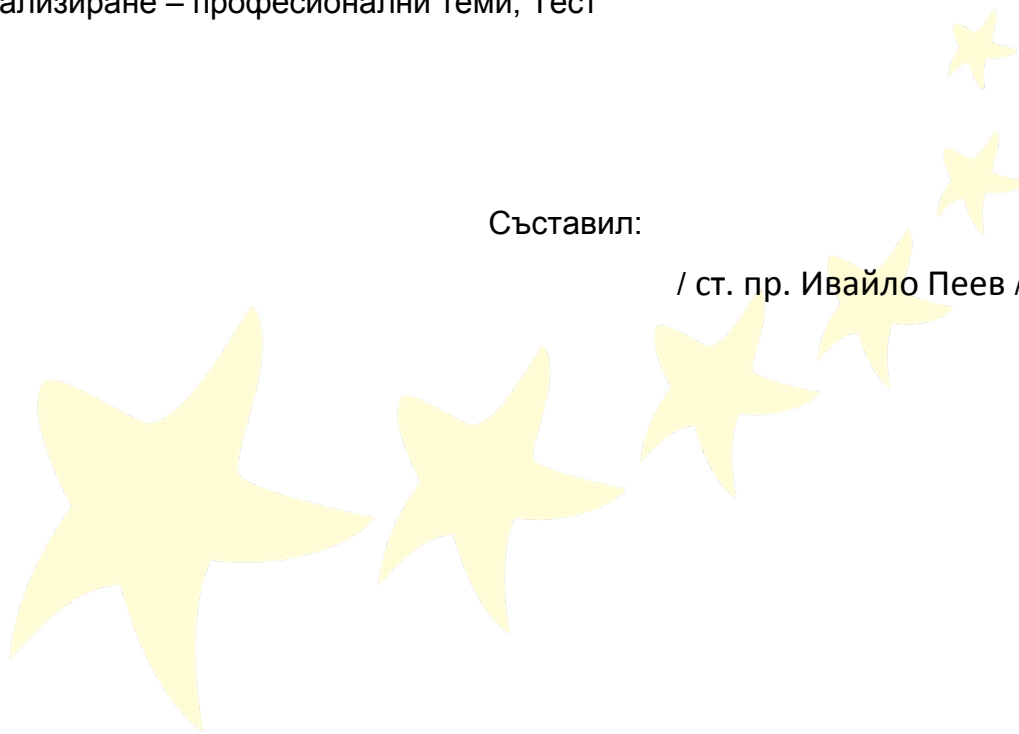 ализиране – професионални теми, Тест
Съставил:
/ ст. пр. Ивайло Пеев /